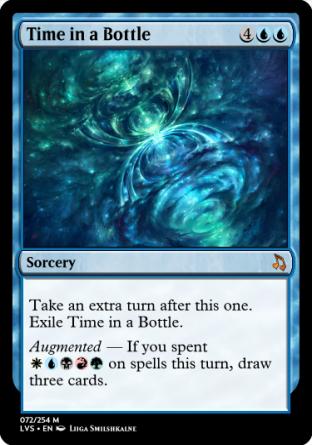 Time in a Bottle 4
Sorcery
Take an extra turn after this one.
Exile Time in a Bottle.
Augmented — If you spent
on spells this turn, draw
three cards.
072/254 M
LVS • EN Liiga Smilshkalne